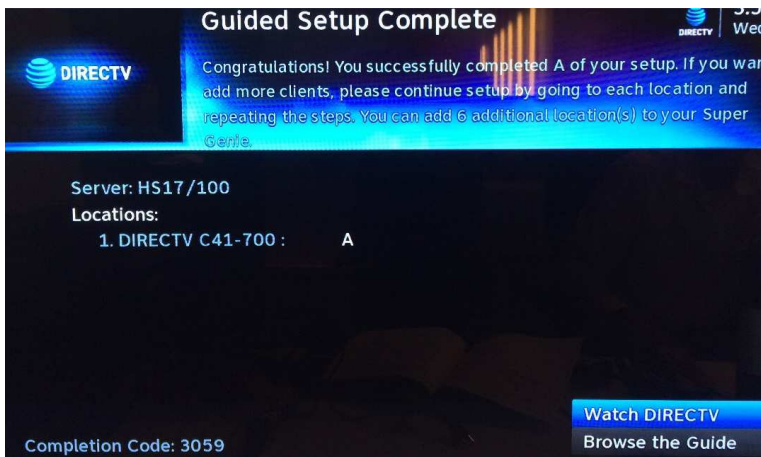 Guided Setup Complete
DIRECTV
DIRECTV
Congratulations! You successfully completed A of your setup. If you
add more clients, please continue setup by going to each location and
repeating the steps. You can add 6 additional location(s) to your Super
Genie.
Server: HS17/100
Locations:
1. DIRECTV C41-700 : A
Watch DIRECTV
Browse the Guide
Completion Code: 3059